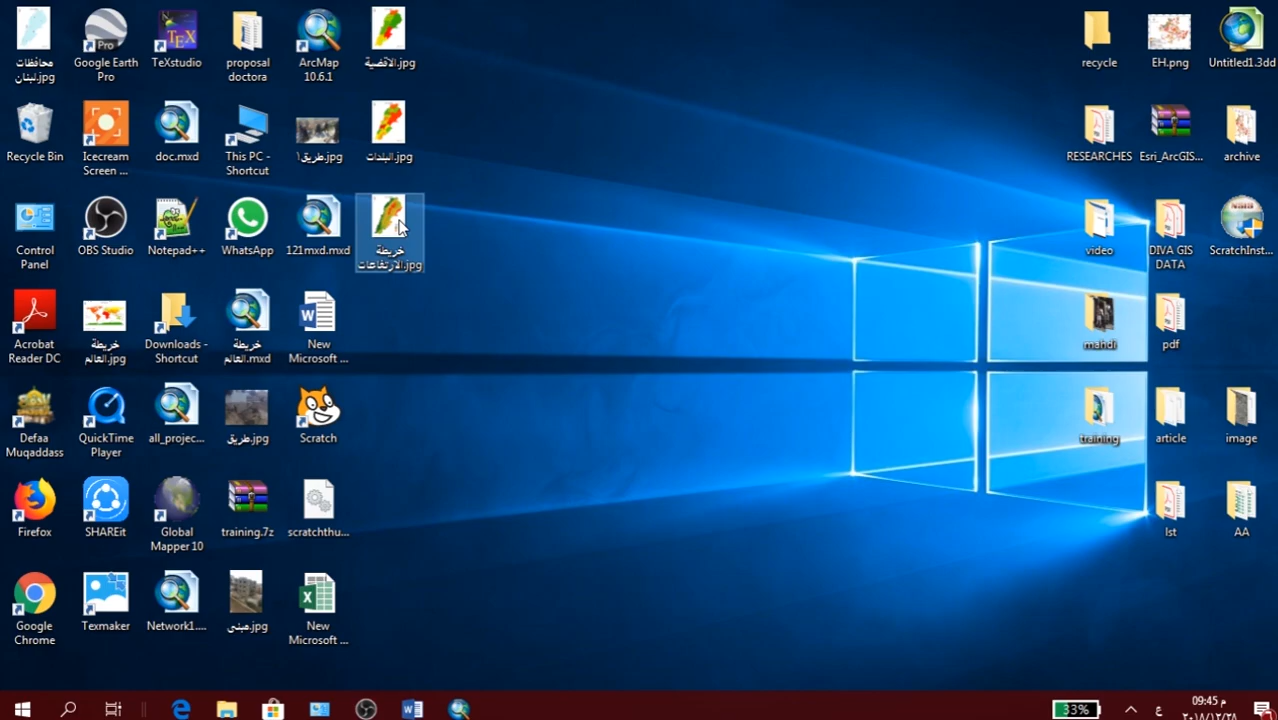 محافظات
لبنان.jpg
Google Earth
Pro
TeXstudio
proposal
doctora
ArcMap
10.6.1
الاقضية.jpg
recycle
EH.png
Untitled1.3dd
Recycle Bin
Icecream
Screen ...
doc.mxd
This PC -
Shortcut
طريق١.jpg
البلدات.jpg
RESEARCHES
Esri_ArcGIS...
archive
Control
Panel
OBS Studio
Notepad++
WhatsApp
121mxd.mxd
خريطة
الارتفاعات.jpg
video
DIVA GIS
DATA
ScratchInst...
Acrobat
Reader DC
خريطة
العالم.jpg
Downloads -
Shortcut
خريطة
العالم.mxd
New
Microsoft ...
mahdi
pdf
Defaa
Muqaddass
QuickTime
Player
all_projec...
طريق.jpg
Scratch
training
article
image
Firefox
SHAREit
Global
Mapper 10
training.7z
scratchthu...
lst
AA
Google
Chrome
Texmaker
Network1....
مبنى.jpg
New
Microsoft ...
33%
ع
09:45 م
٢٠١٨/١٢/٢٨